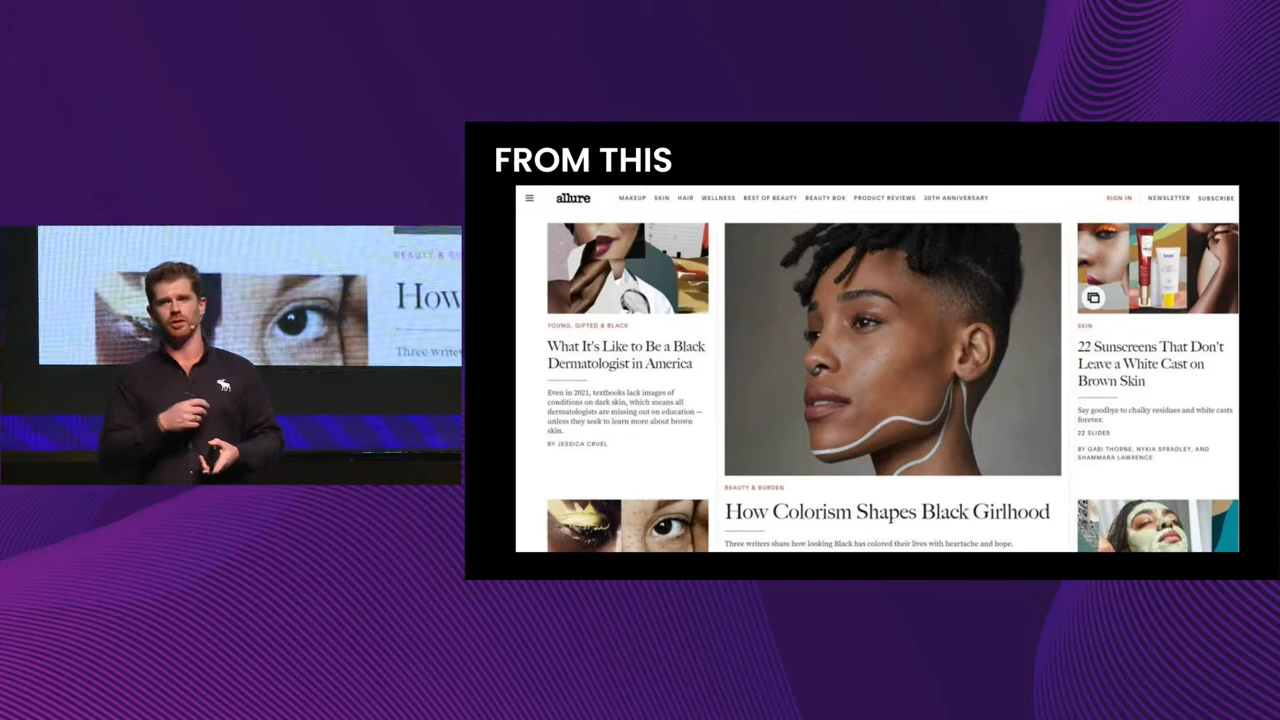 FROM THIS
allure
MAKEUP SKIN HAIR WELLNESS BEST OF BEAUTY BEAUTY BOX PRODUCT REVIEWS 30TH ANNIVERSARY
SIGN IN NEWSLETTER SUBSCRIBE
YOUNG, GIFTED & BLACK
What It's Like to Be a Black
Dermatologist in America
Even in 2021, textbooks lack images of
conditions on dark skin, which means all
dermatologists are missing out on education —
unless they seek to learn more about brown
skin.
BY JESSICA CRUEL
BEAUTY & BURDEN
How Colorism Shapes Black Girlhood
Three writers share how looking Black has colored their lives with heartache and hope.
SKIN
22 Sunscreens That Don't
Leave a White Cast on
Brown Skin
Say goodbye to chalky residues and white casts
forever.
22 SLIDES
BY GABI THORNE, NYKIA SPRADLEY, AND
SHAMMARA LAWRENCE
BEAUTY & BU
How
Three write